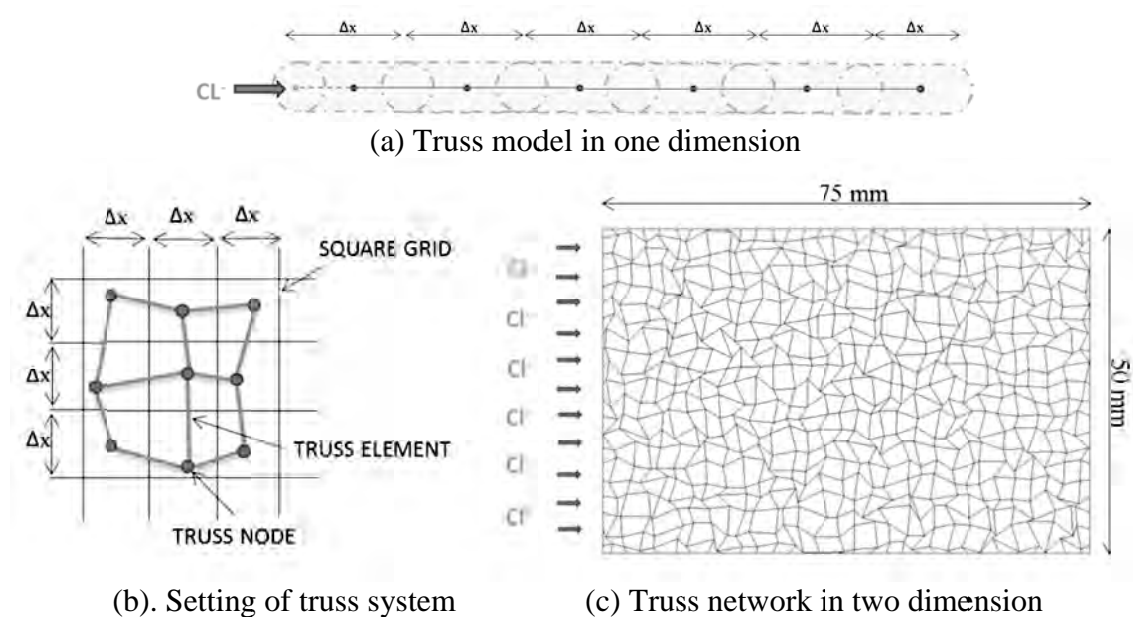 Δx Δx Δx Δx Δx Δx
CL⁻
(a) Truss model in one dimension
75 mm
Δx Δx Δx
SQUARE GRID
Δx
Δx
Δx
TRUSS ELEMENT
TRUSS NODE
Cl⁻
Cl⁻
Cl⁻
Cl⁻
Cl⁻
50 mm
(b). Setting of truss system
(c) Truss network in two dimension